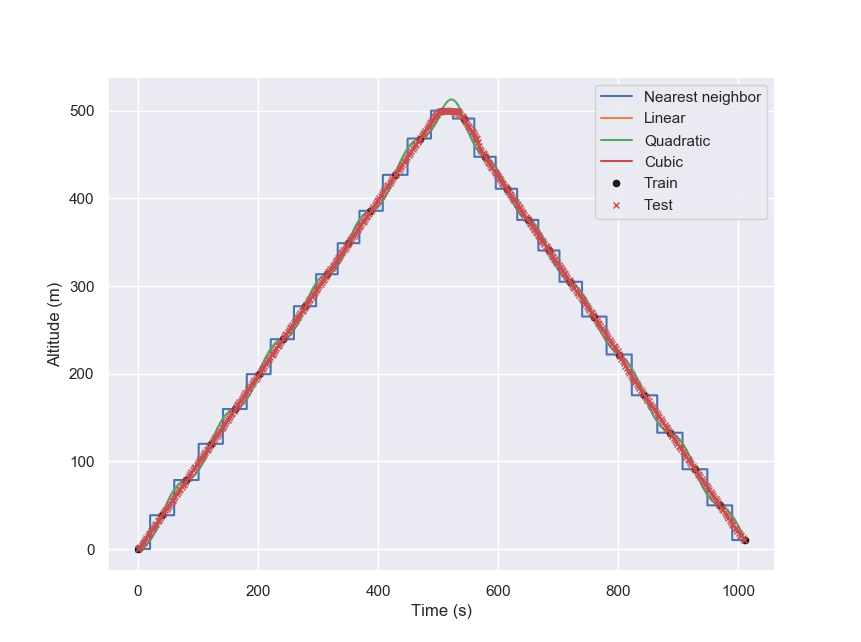 Nearest neighbor
Linear
Quadratic
Cubic
Train
Test
Altitude (m)
500
400
300
200
100
0
0 200 400 600 800 1000
Time (s)